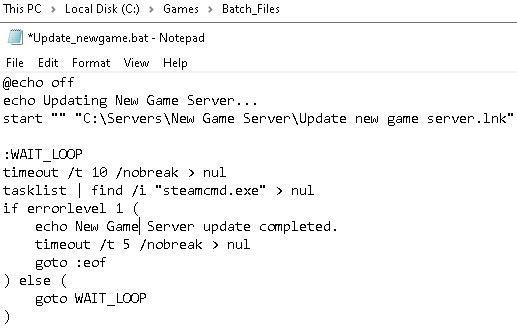 This PC > Local Disk (C:) > Games > Batch_Files
*Update_newgame.bat - Notepad
File Edit Format View Help
@echo off
echo Updating New Game Server...
start "" "C:\Servers\New Game Server\Update new game server.lnk"

:WAIT_LOOP
timeout /t 10 /nobreak > nul
tasklist | find /i "steamcmd.exe" > nul
if errorlevel 1 (
    echo New Game Server update completed.
    timeout /t 5 /nobreak > nul
    goto :eof
) else (
    goto WAIT_LOOP
)